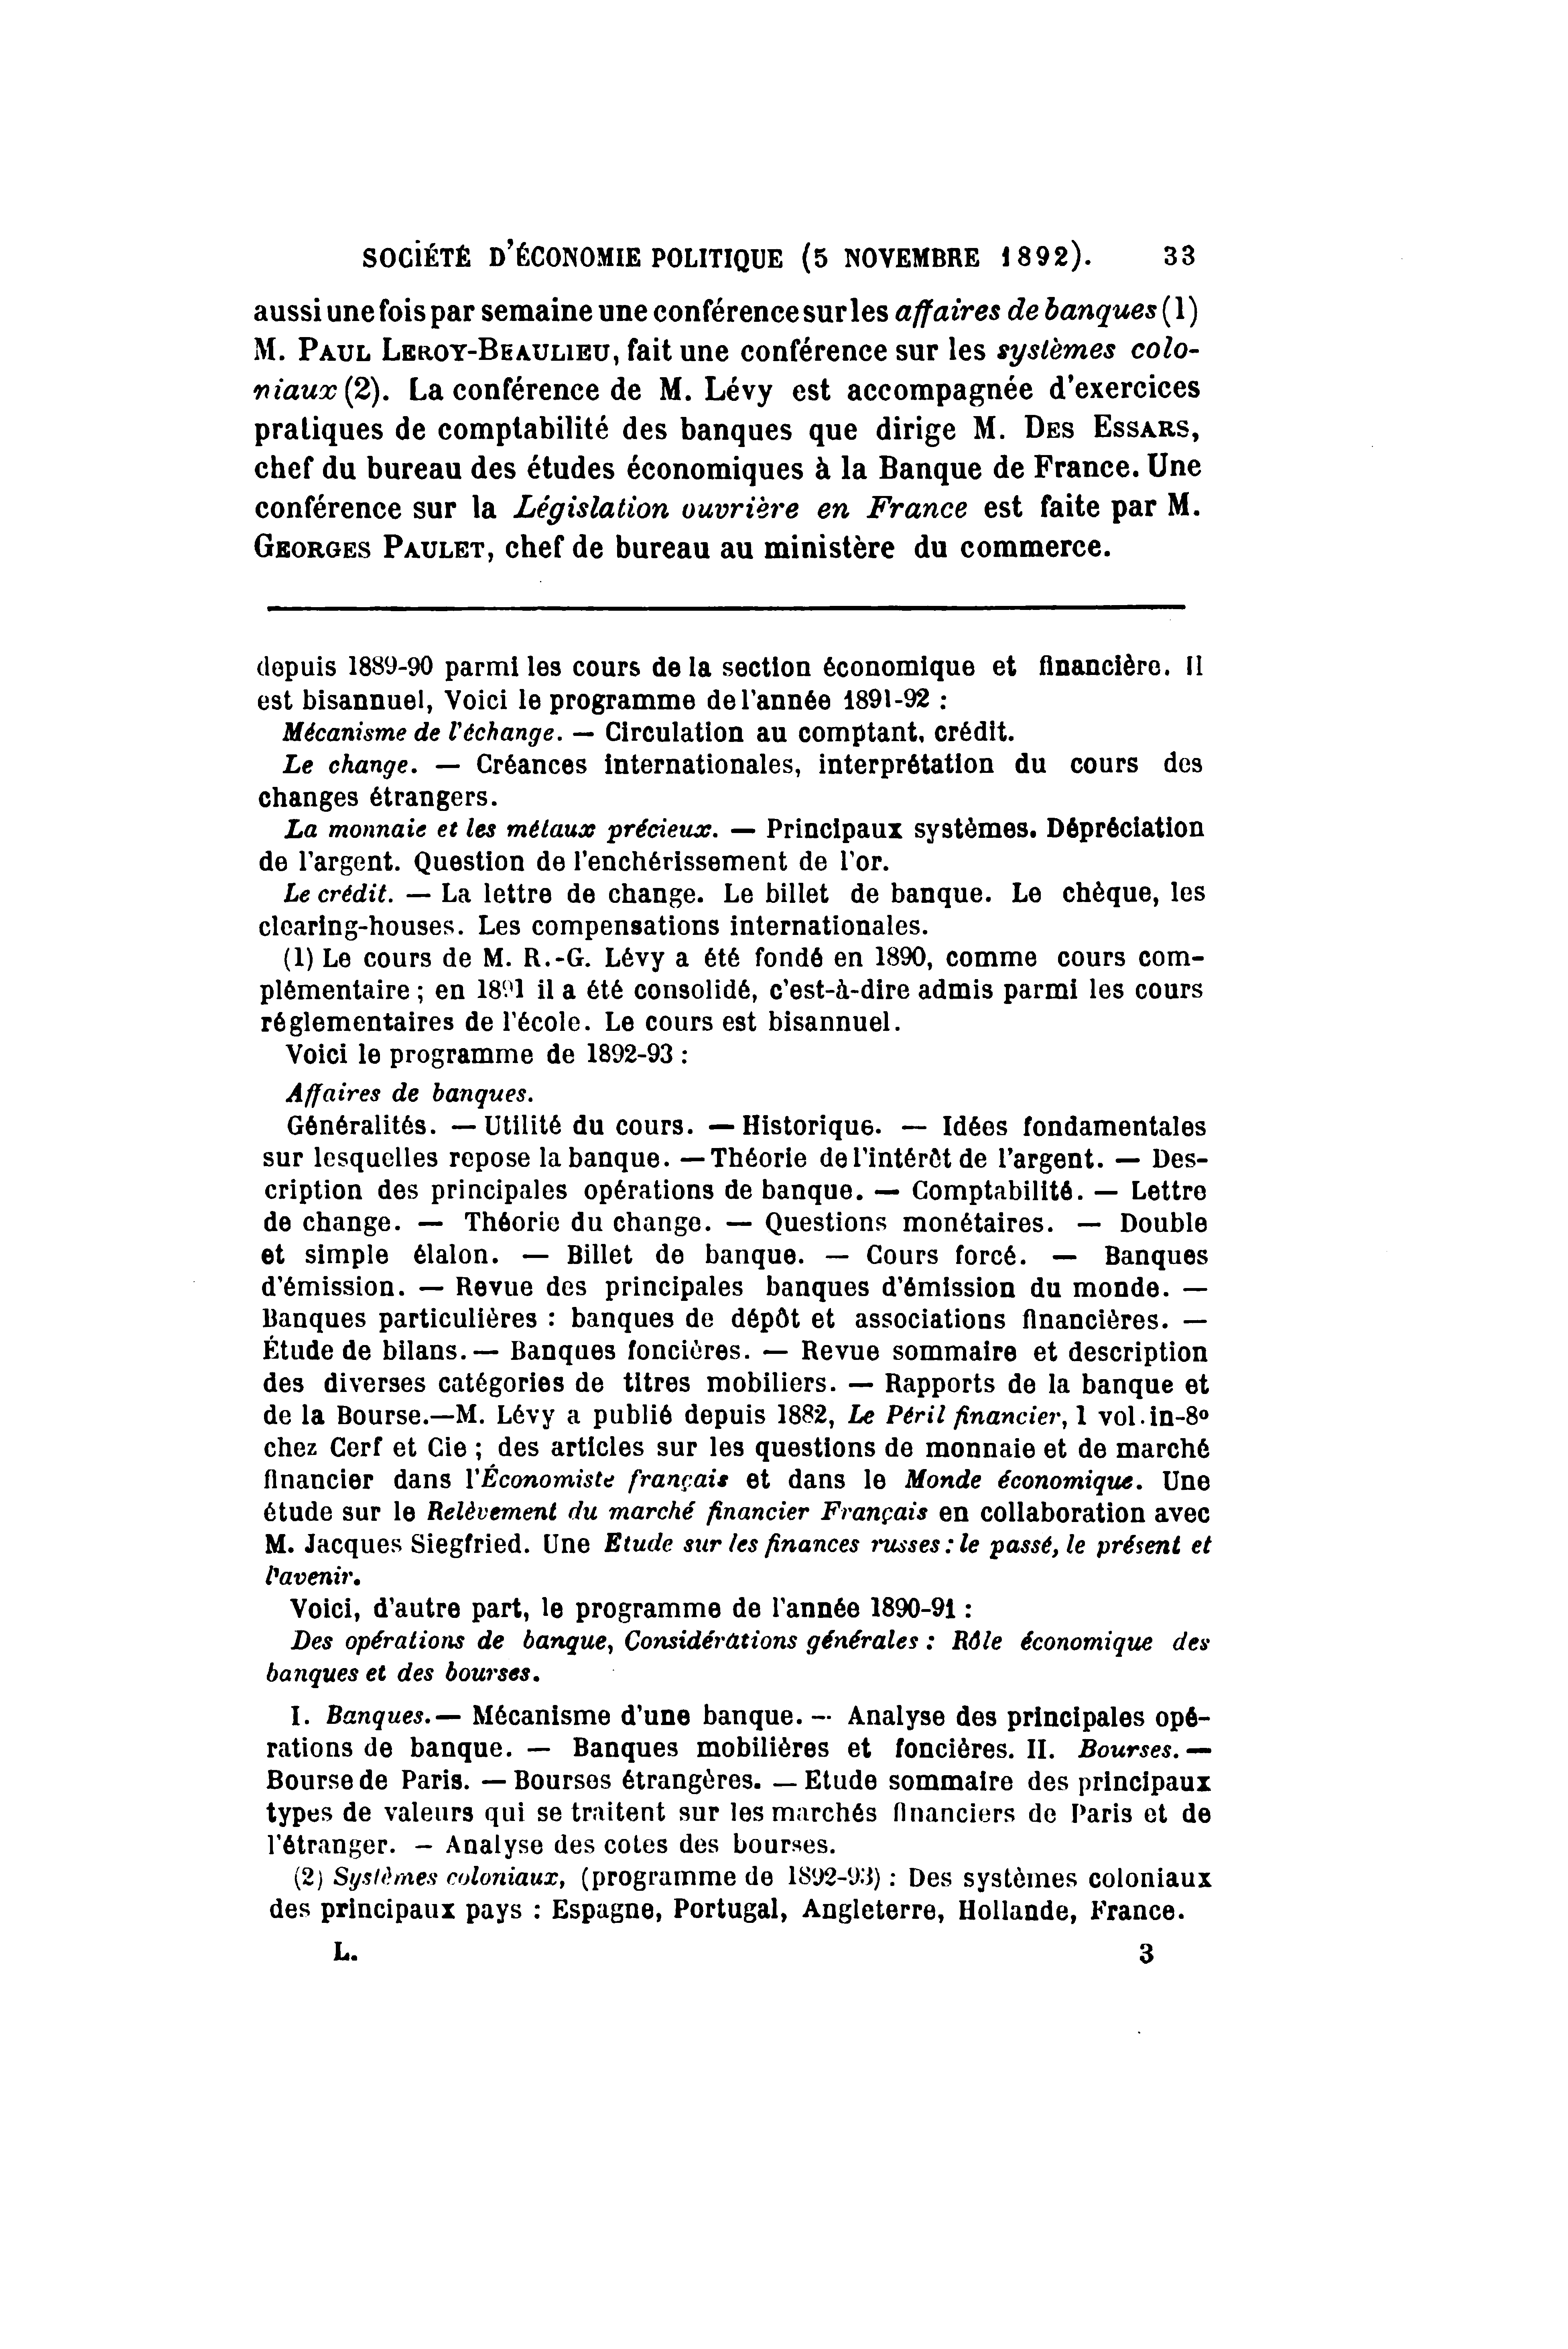 SOCIÉTÉ D'ÉCONOMIE POLITIQUE (5 NOVEMBRE 1892). 33
aussi une fois par semaine une conférence sur les affaires de banques (1)
M. PAUL LEROY-BEAULIEU, fait une conférence sur les systèmes colo-
niaux (2). La conférence de M. Lévy est accompagnée d'exercices
pratiques de comptabilité des banques que dirige M. DES ESSARS,
chef du bureau des études économiques à la Banque de France. Une
conférence sur la Législation ouvrière en France est faite par M.
GEORGES PAULET, chef de bureau au ministère du commerce.
depuis 1889-90 parmi les cours de la section économique et financière. Il
est bisannuel, Voici le programme de l'année 1891-92 :
Mécanisme de l'échange. — Circulation au comptant, crédit.
Le change. — Créances internationales, interprétation du cours des
changes étrangers.
La monnaie et les métaux précieux. — Principaux systèmes. Dépréciation
de l'argent. Question de l'enchérissement de l'or.
Le crédit. — La lettre de change. Le billet de banque. Le chèque, les
clearing-houses. Les compensations internationales.
(1) Le cours de M. R.-G. Lévy a été fondé en 1890, comme cours com-
plémentaire ; en 1891 il a été consolidé, c'est-à-dire admis parmi les cours
réglementaires de l'école. Le cours est bisannuel.
Voici le programme de 1892-93 :
Affaires de banques.
Généralités. — Utilité du cours. — Historique. — Idées fondamentales
sur lesquelles repose la banque. — Théorie de l'intérêt de l'argent. — Des-
cription des principales opérations de banque. — Comptabilité. — Lettre
de change. — Théorie du change. — Questions monétaires. — Double
et simple étalon. — Billet de banque. — Cours forcé. — Banques
d'émission. — Revue des principales banques d'émission du monde. —
Banques particulières : banques de dépôt et associations financières. —
Étude de bilans. — Banques foncières. — Revue sommaire et description
des diverses catégories de titres mobiliers. — Rapports de la banque et
de la Bourse.—M. Lévy a publié depuis 1882, Le Péril financier, 1 vol. in-8º
chez Cerf et Cie ; des articles sur les questions de monnaie et de marché
financier dans l'Économiste français et dans le Monde économique. Une
étude sur le Relèvement du marché financier Français en collaboration avec
M. Jacques Siegfried. Une Etude sur les finances russes : le passé, le présent et
l'avenir.
Voici, d'autre part, le programme de l'année 1890-91 :
Des opérations de banque, Considérations générales : Rôle économique des
banques et des bourses.
I. Banques. — Mécanisme d'une banque. — Analyse des principales opé-
rations de banque. — Banques mobilières et foncières. II. Bourses. —
Bourse de Paris. — Bourses étrangères. — Etude sommaire des principaux
types de valeurs qui se traitent sur les marchés financiers de Paris et de
l'étranger. — Analyse des cotes des bourses.
(2) Systèmes coloniaux, (programme de 1892-93) : Des systèmes coloniaux
des principaux pays : Espagne, Portugal, Angleterre, Hollande, France.
L. 3